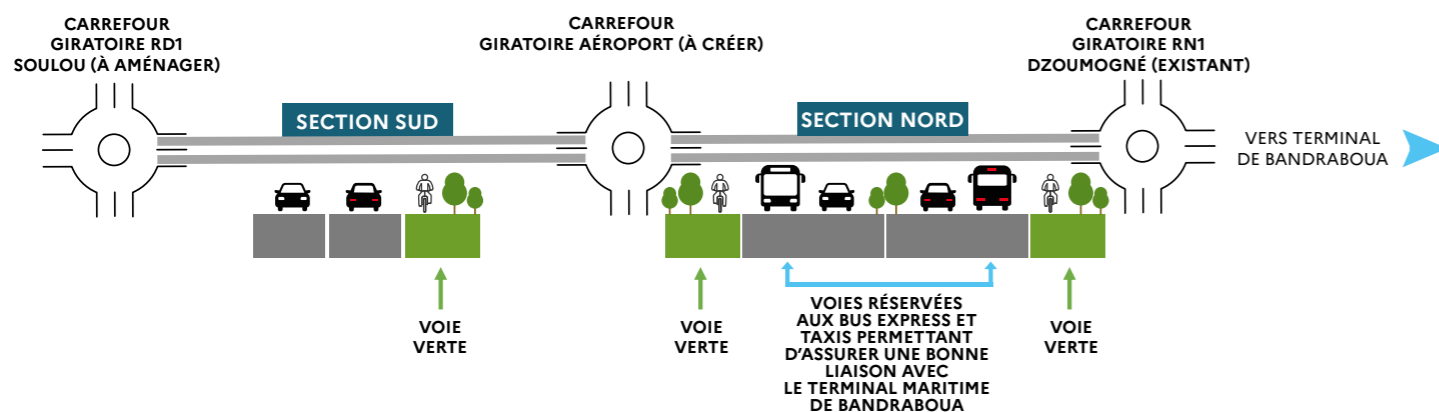 CARREFOUR
GIRATOIRE RD1
SOULOU (À AMÉNAGER)
CARREFOUR
GIRATOIRE AÉROPORT (À CRÉER)
CARREFOUR
GIRATOIRE RN1
DZOUMOGNÉ (EXISTANT)
SECTION SUD
SECTION NORD
VERS TERMINAL
DE BANDRABOUA
VOIE
VERTE
VOIE
VERTE
VOIES RÉSERVÉES
AUX BUS EXPRESS ET
TAXIS PERMETTANT
D'ASSURER UNE BONNE
LIAISON AVEC
LE TERMINAL MARITIME
DE BANDRABOUA
VOIE
VERTE